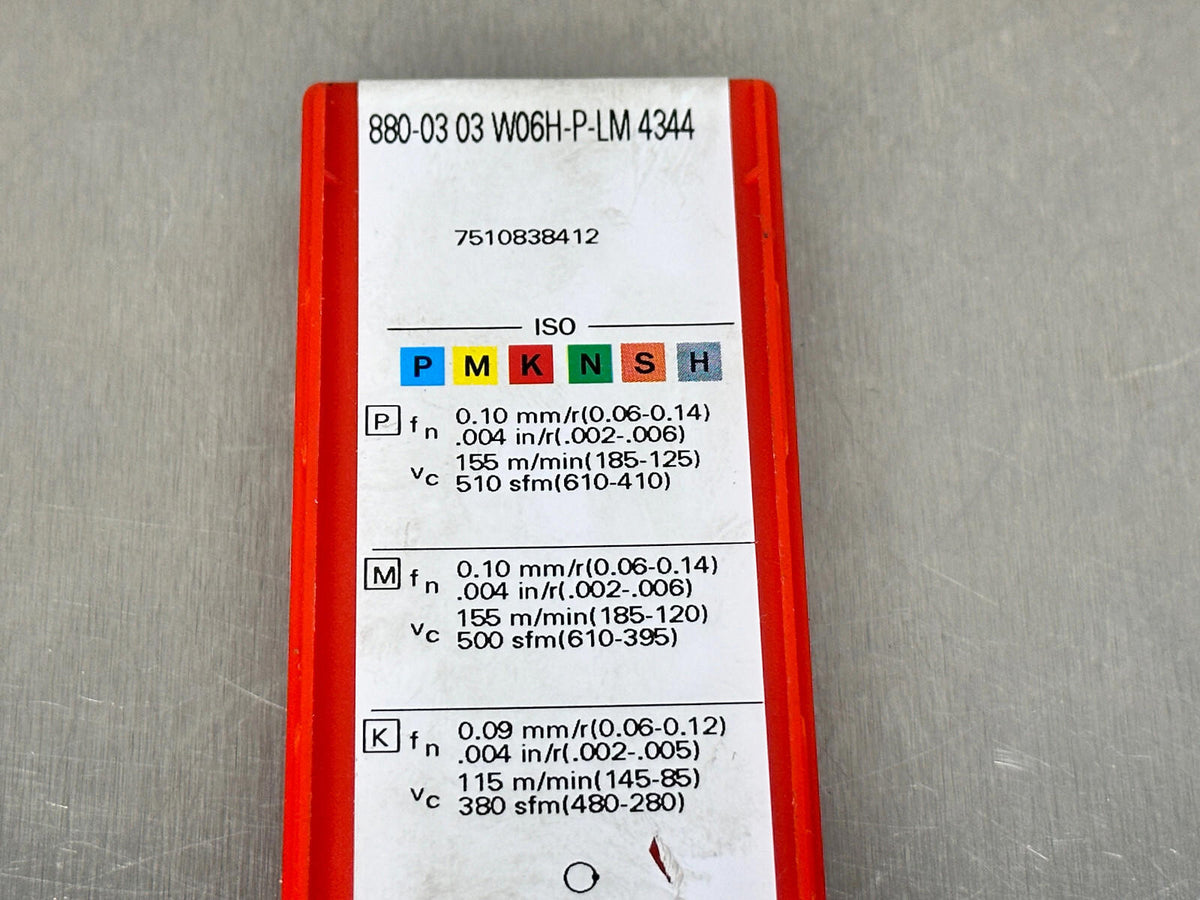 880-03 03 W06H-P-LM 4344
7510838412
ISO
P M K N S H
P fn 0.10 mm/r(0.06-0.14)
.004 in/r(.002-.006)
vc 155 m/min(185-125)
510 sfm(610-410)
M fn 0.10 mm/r(0.06-0.14)
.004 in/r(.002-.006)
vc 155 m/min(185-120)
500 sfm(610-395)
K fn 0.09 mm/r(0.06-0.12)
.004 in/r(.002-.005)
vc 115 m/min(145-85)
380 sfm(480-280)